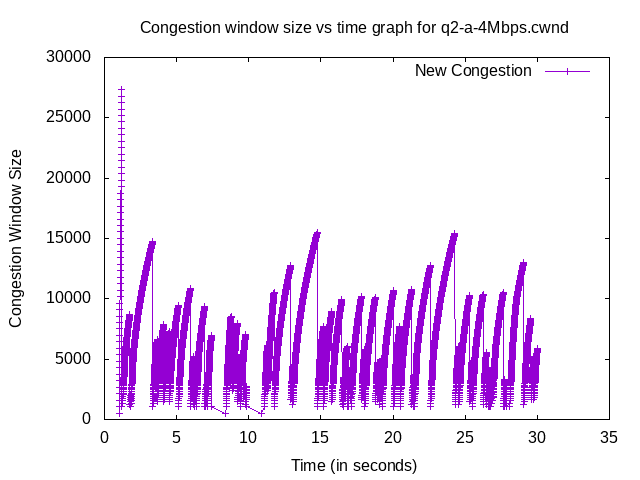 Congestion window size vs time graph for q2-a-4Mbps.cwnd
30000
New Congestion
25000
20000
15000
10000
5000
0
0 5 10 15 20 25 30 35
Congestion Window Size
Time (in seconds)